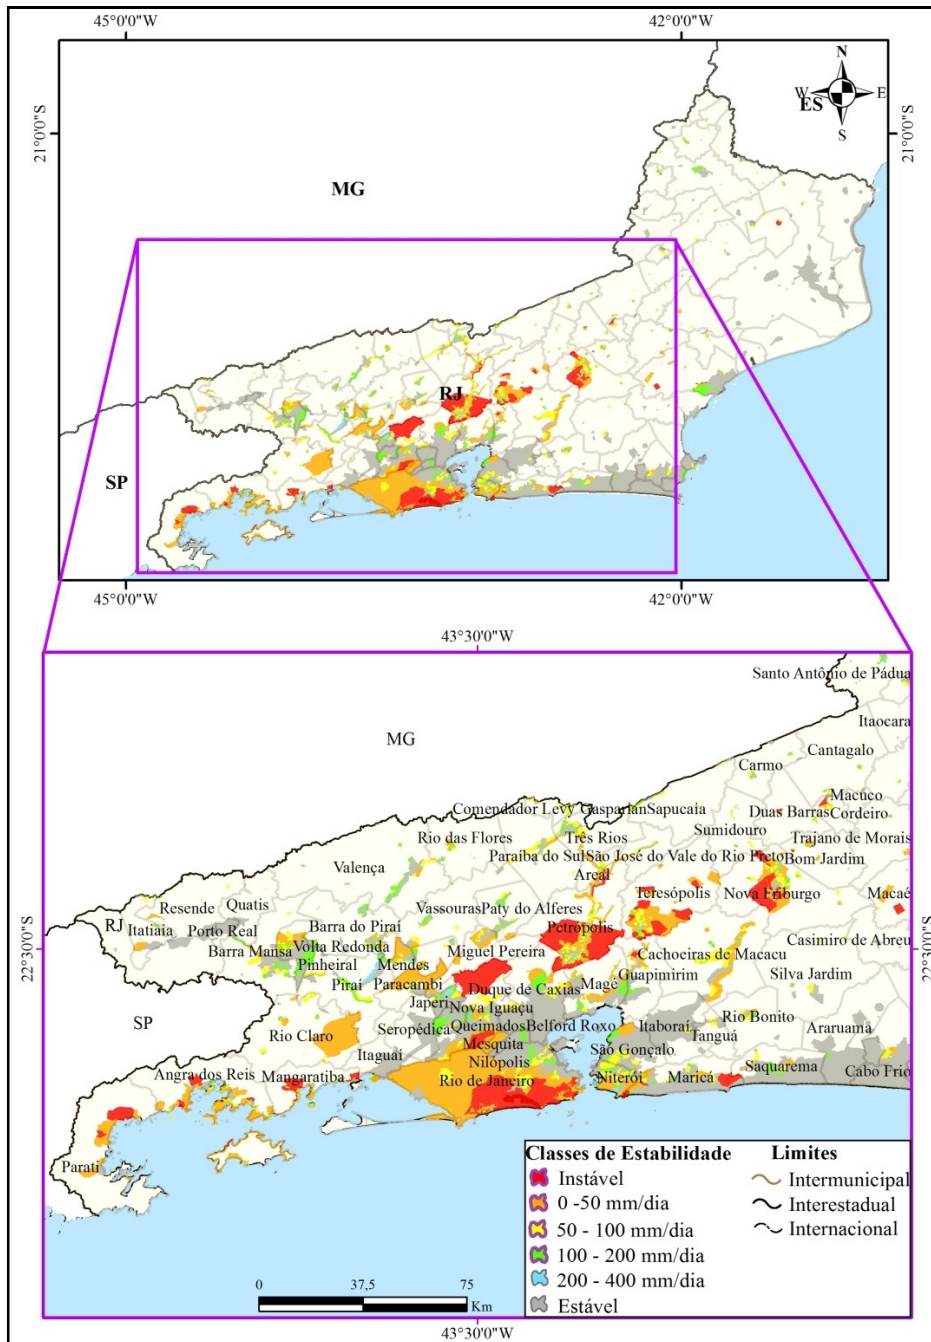 45°0'0"W 42°0'0"W
N
W ES E
S
21°0'0"S 21°0'0"S
MG
RJ
SP
45°0'0"W 42°0'0"W
43°30'0"W
Santo Antônio de Pádua
MG
Itaocara
Cantagalo
Carmo
Macuco
Comendador Levy Gasparian Sapucaia
Duas Barras Cordeiro
Rio das Flores Três Rios Sumidouro Trajano de Morais
Paraíba do Sul São José do Vale do Rio Preto Bom Jardim
Valença Areal
Teresópolis Nova Friburgo Macaé
Resende Quatis Vassouras Paty do Alferes
RJ Itatiaia Porto Real Barra do Piraí Petrópolis
22°30'0"S Barra Mansa Volta Redonda Miguel Pereira Cachoeiras de Macacu Casimiro de Abreu 22°30'0"S
Pinheiral Mendes
Piraí Paracambi Duque de Caxias Magé Guapimirim Silva Jardim
Japeri Nova Iguaçu
SP Rio Claro Seropédica Queimados Belford Roxo Itaboraí Tanguá Rio Bonito Araruama
Itaguaí Mesquita São Gonçalo
Nilópolis Saquarema
Angra dos Reis Mangaratiba Rio de Janeiro Niterói Maricá Cabo Frio
Parati
Classes de Estabilidade
Instável
0 -50 mm/dia
50 - 100 mm/dia
100 - 200 mm/dia
200 - 400 mm/dia
Estável
Limites
Intermunicipal
Interestadual
Internacional
0 37,5 75
Km
43°30'0"W